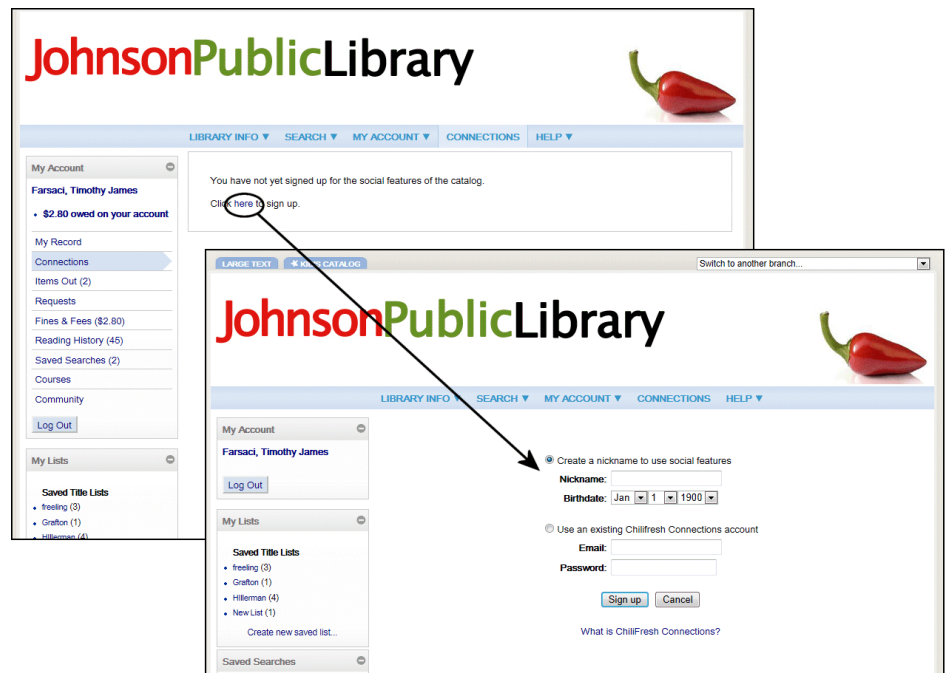 JohnsonPublicLibrary
LIBRARY INFO ▼ SEARCH ▼ MY ACCOUNT ▼ CONNECTIONS HELP ▼
My Account
Farsaci, Timothy James
• $2.80 owed on your account
My Record
Connections
Items Out (2)
Requests
Fines & Fees ($2.80)
Reading History (45)
Saved Searches (2)
Courses
Community
Log Out
My Lists
Saved Title Lists
• freeling (3)
• Grafton (1)
• Hillerman (4)
You have not yet signed up for the social features of the catalog.
Click here to sign up.
LARGE TEXT KIDS CATALOG Switch to another branch...
JohnsonPublicLibrary
LIBRARY INFO ▼ SEARCH ▼ MY ACCOUNT ▼ CONNECTIONS HELP ▼
My Account
Farsaci, Timothy James
Log Out
My Lists
Saved Title Lists
• freeling (3)
• Grafton (1)
• Hillerman (4)
• New List (1)
Create new saved list...
Saved Searches
Create a nickname to use social features
Nickname:
Birthdate: Jan 1 1900
Use an existing Chilifresh Connections account
Email:
Password:
Sign up Cancel
What is ChiliFresh Connections?